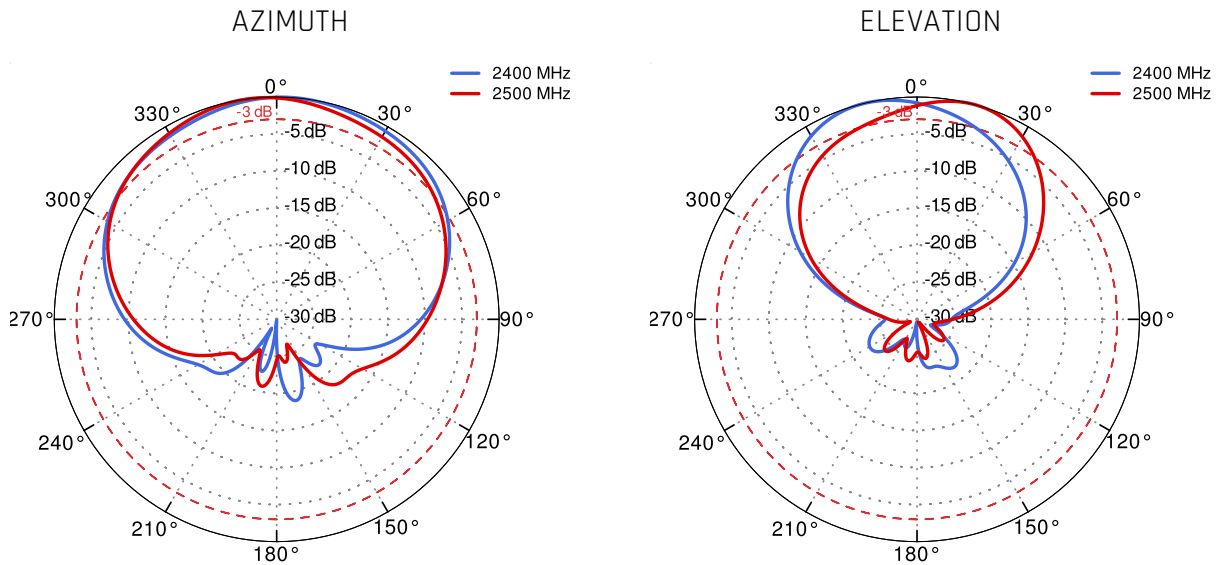 AZIMUTH
2400 MHz
2500 MHz
0°
30°
60°
90°
120°
150°
180°
210°
240°
270°
300°
330°
-3 dB
-5 dB
-10 dB
-15 dB
-20 dB
-25 dB
-30 dB
ELEVATION
2400 MHz
2500 MHz
0°
30°
60°
90°
120°
150°
180°
210°
240°
270°
300°
330°
-3 dB
-5 dB
-10 dB
-15 dB
-20 dB
-25 dB
-30 dB